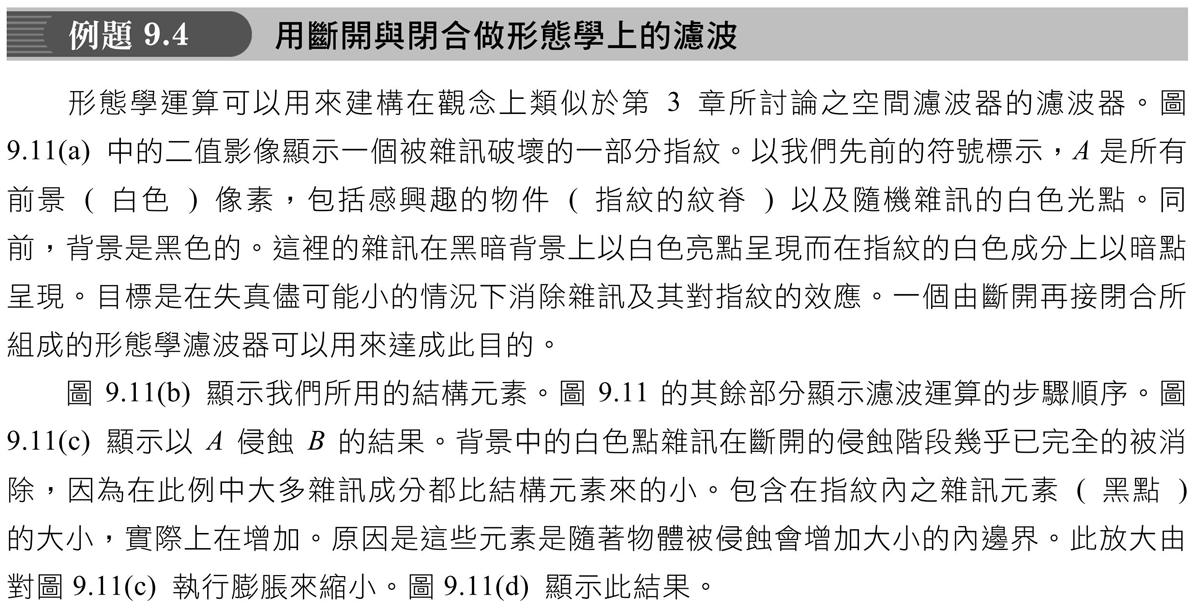 例題 9.4 用斷開與閉合做形態學上的濾波
形態學運算可以用來建構在觀念上類似於第 3 章所討論之空間濾波器的濾波器。圖
9.11(a) 中的二值影像顯示一個被雜訊破壞的一部分指紋。以我們先前的符號標示，A 是所有
前景 ( 白色 ) 像素，包括感興趣的物件 ( 指紋的紋脊 ) 以及隨機雜訊的白色光點。同
前，背景是黑色的。這裡的雜訊在黑暗背景上以白色亮點呈現而在指紋的白色成分上以暗點
呈現。目標是在失真儘可能小的情況下消除雜訊及其對指紋的效應。一個由斷開再接閉合所
組成的形態學濾波器可以用來達成此目的。
圖 9.11(b) 顯示我們所用的結構元素。圖 9.11 的其餘部分顯示濾波運算的步驟順序。圖
9.11(c) 顯示以 A 侵蝕 B 的結果。背景中的白色點雜訊在斷開的侵蝕階段幾乎已完全的被消
除，因為在此例中大多雜訊成分都比結構元素來的小。包含在指紋內之雜訊元素 ( 黑點 )
的大小，實際上在增加。原因是這些元素是隨著物體被侵蝕會增加大小的內邊界。此放大由
對圖 9.11(c) 執行膨脹來縮小。圖 9.11(d) 顯示此結果。